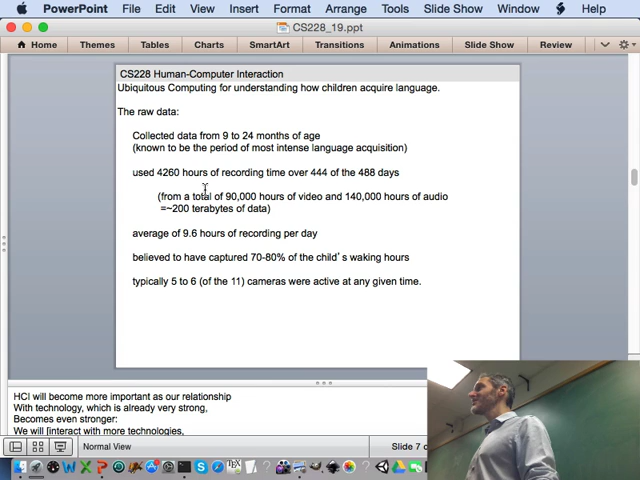 PowerPoint File Edit View Insert Format Arrange Tools Slide Show Window Help
CS228_19.ppt
Home Themes Tables Charts SmartArt Transitions Animations Slide Show Review
CS228 Human-Computer Interaction
Ubiquitous Computing for understanding how children acquire language.
The raw data:
Collected data from 9 to 24 months of age
(known to be the period of most intense language acquisition)
used 4260 hours of recording time over 444 of the 488 days
(from a total of 90,000 hours of video and 140,000 hours of audio
=~200 terabytes of data)
average of 9.6 hours of recording per day
believed to have captured 70-80% of the child's waking hours
typically 5 to 6 (of the 11) cameras were active at any given time.
HCI will become more important as our relationship
With technology, which is already very strong,
Becomes even stronger:
We will [interact with more technologies,
Normal View
Slide 7 of